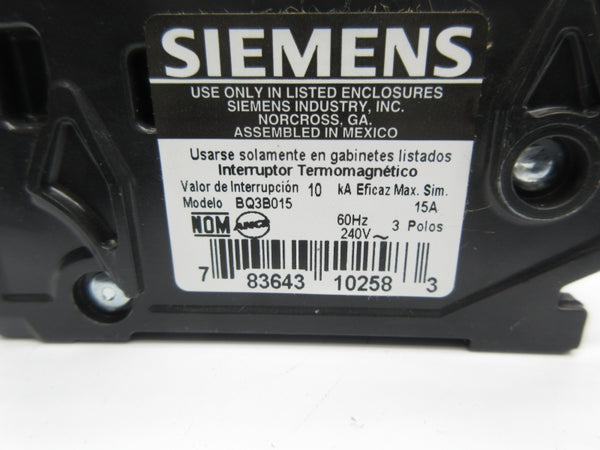 SIEMENS
USE ONLY IN LISTED ENCLOSURES
SIEMENS INDUSTRY, INC.
NORCROSS, GA.
ASSEMBLED IN MEXICO
Usarse solamente en gabinetes listados
Interruptor Termomagnético
Valor de Interrupción 10 kA Eficaz Max. Sim.
Modelo BQ3B015 15A
NOM ANCE 60Hz
240V~ 3 Polos
7 83643 10258 3